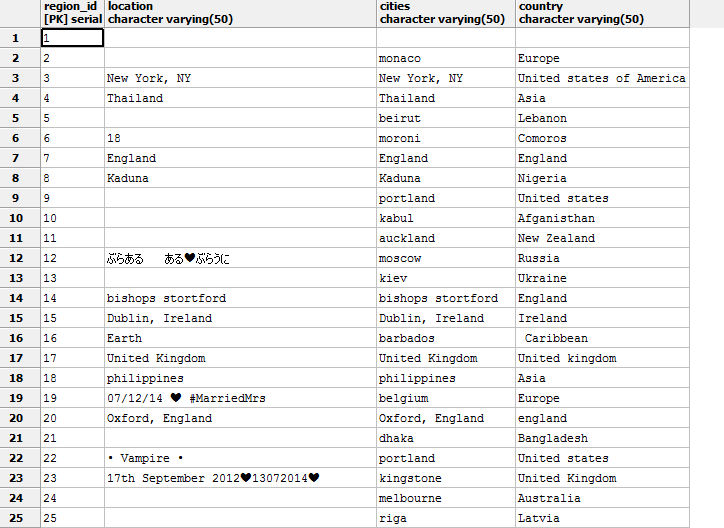 region_id location cities country
[PK] serial character varying(50) character varying(50) character varying(50)
1 1
2 2 monaco Europe
3 3 New York, NY New York, NY United states of America
4 4 Thailand Thailand Asia
5 5 beirut Lebanon
6 6 18 moroni Comoros
7 7 England England England
8 8 Kaduna Kaduna Nigeria
9 9 portland United states
10 10 kabul Afganisthan
11 11 auckland New Zealand
12 12 ぶらある ある♥ぶらうに moscow Russia
13 13 kiev Ukraine
14 14 bishops stortford bishops stortford England
15 15 Dublin, Ireland Dublin, Ireland Ireland
16 16 Earth barbados Caribbean
17 17 United Kingdom United Kingdom United kingdom
18 18 philippines philippines Asia
19 19 07/12/14 ♥ #MarriedMrs belgium Europe
20 20 Oxford, England Oxford, England england
21 21 dhaka Bangladesh
22 22 • Vampire • portland United states
23 23 17th September 2012♥13072014♥ kingstone United Kingdom
24 24 melbourne Australia
25 25 riga Latvia